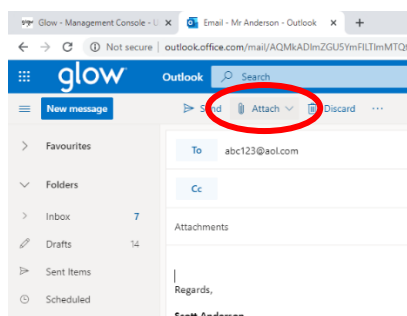 Glow - Management Console - U
Email - Mr Anderson - Outlook
Not secure
outlook.office.com/mail/AQMkADImZGU5YmFlLTlmMTQt
glow
Outlook
Search
New message
Send
Attach
Discard
Favourites
To
abc123@aol.com
Folders
Cc
Inbox
7
Attachments
Drafts
14
Sent Items
Regards,
Scheduled
Scott Anderson